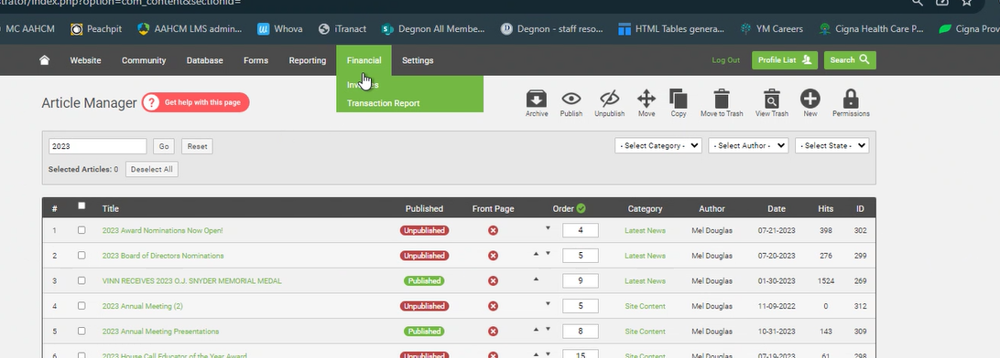 strator/index.php?option=com_content&sectionid=
MC AAHCM Peachpit AAHCM LMS admin... Whova iTranact Degnon All Membe... Degnon - staff reso... HTML Tables genera... YM Careers Cigna Health Care P... Cigna Prov
Website Community Database Forms Reporting Financial Settings Log Out Profile List Search
Article Manager ? Get help with this page
Transaction Report
Archive Publish Unpublish Move Copy Move to Trash View Trash New Permissions
2023 Go Reset - Select Category - - Select Author - - Select State -
Selected Articles: 0 Deselect All
# Title Published Front Page Order Category Author Date Hits ID
1 2023 Award Nominations Now Open! Unpublished 4 Latest News Mel Douglas 07-21-2023 398 302
2 2023 Board of Directors Nominations Unpublished 5 Latest News Mel Douglas 07-20-2023 276 299
3 VINN RECEIVES 2023 O.J. SNYDER MEMORIAL MEDAL Published 9 Latest News Mel Douglas 01-30-2023 1524 269
4 2023 Annual Meeting (2) Unpublished 5 Site Content Mel Douglas 11-09-2022 0 312
5 2023 Annual Meeting Presentations Published 8 Site Content Mel Douglas 10-31-2023 143 309
6 2023 House Call Educator of the Year Award Unpublished 15 Site Content Mel Douglas 07-19-2023 61 298